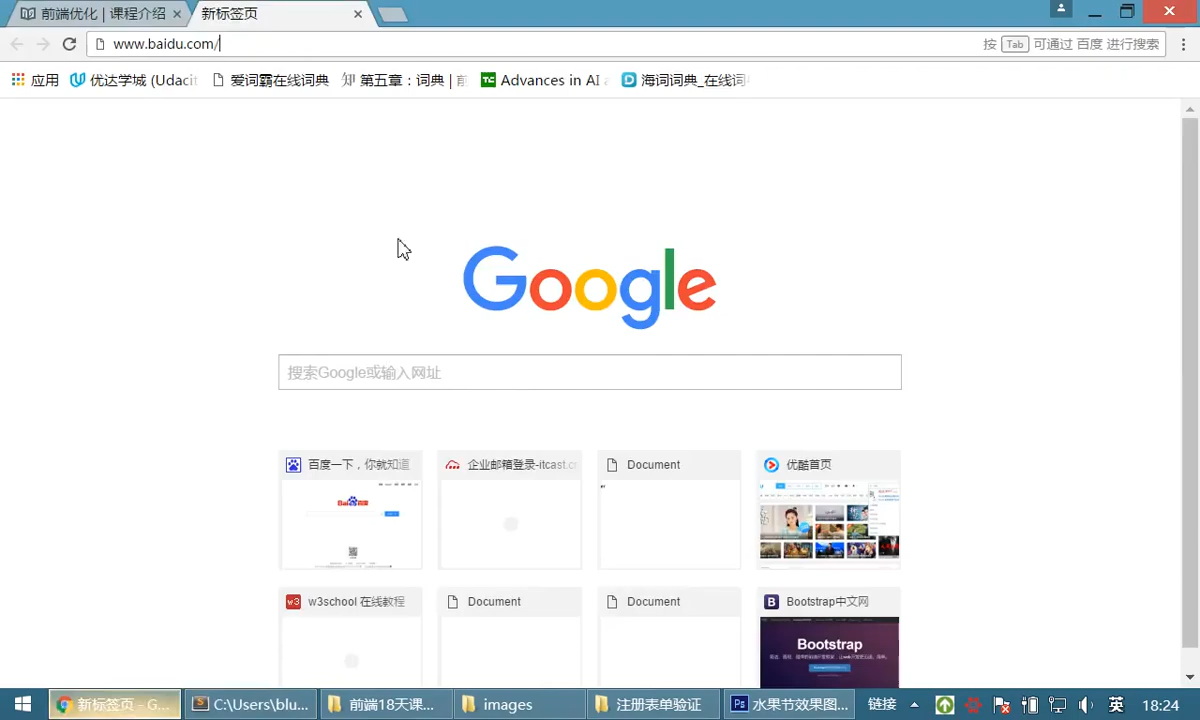 前端优化 | 课程介绍
新标签页
www.baidu.com/
按 Tab 可通过 百度 进行搜索
应用
优达学城 (Udacit
爱词霸在线词典
第五章：词典 | 前
Advances in AI
海词词典_在线词
Google
搜索Google或输入网址
百度一下，你就知道
企业邮箱登录-itcast.c
Document
优酷首页
w3school 在线教程
Document
Document
Bootstrap中文网
Bootstrap
新标签页 - G...
C:\Users\blu...
前端18天课...
images
注册表单验证
水果节效果图...
链接
英
18:24